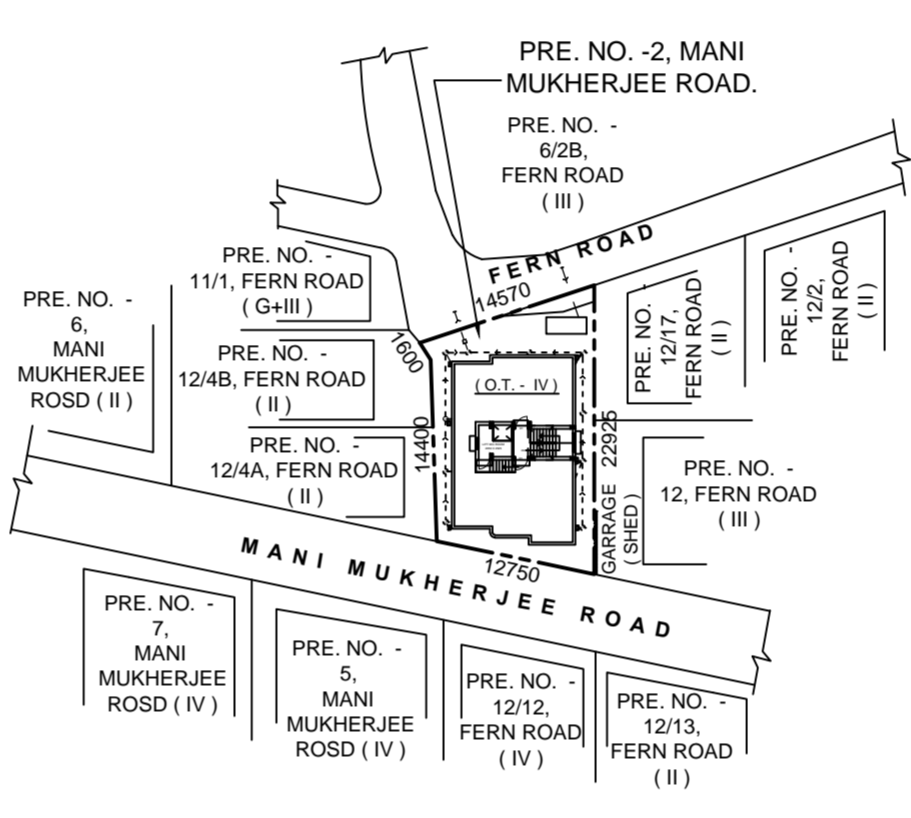 PRE. NO. -2, MANI
MUKHERJEE ROAD.
PRE. NO. -
6/2B,
FERN ROAD
( III )
FERN ROAD
14570
PRE. NO. -
11/1, FERN ROAD
( G+III )
PRE. NO. -
6,
MANI
MUKHERJEE
ROSD ( II )
1600
PRE. NO. -
12/4B, FERN ROAD
( II )
( O.T. - IV )
PRE. NO. -
12/17,
FERN ROAD
( II )
PRE. NO. -
12/2,
FERN ROAD
( II )
14400
PRE. NO. -
12/4A, FERN ROAD
( II )
22925
GARRAGE
( SHED )
PRE. NO. -
12, FERN ROAD
( III )
MANI MUKHERJEE ROAD
12750
PRE. NO. -
7,
MANI
MUKHERJEE
ROSD ( IV )
PRE. NO. -
5,
MANI
MUKHERJEE
ROSD ( IV )
PRE. NO. -
12/12,
FERN ROAD
( IV )
PRE. NO. -
12/13,
FERN ROAD
( II )